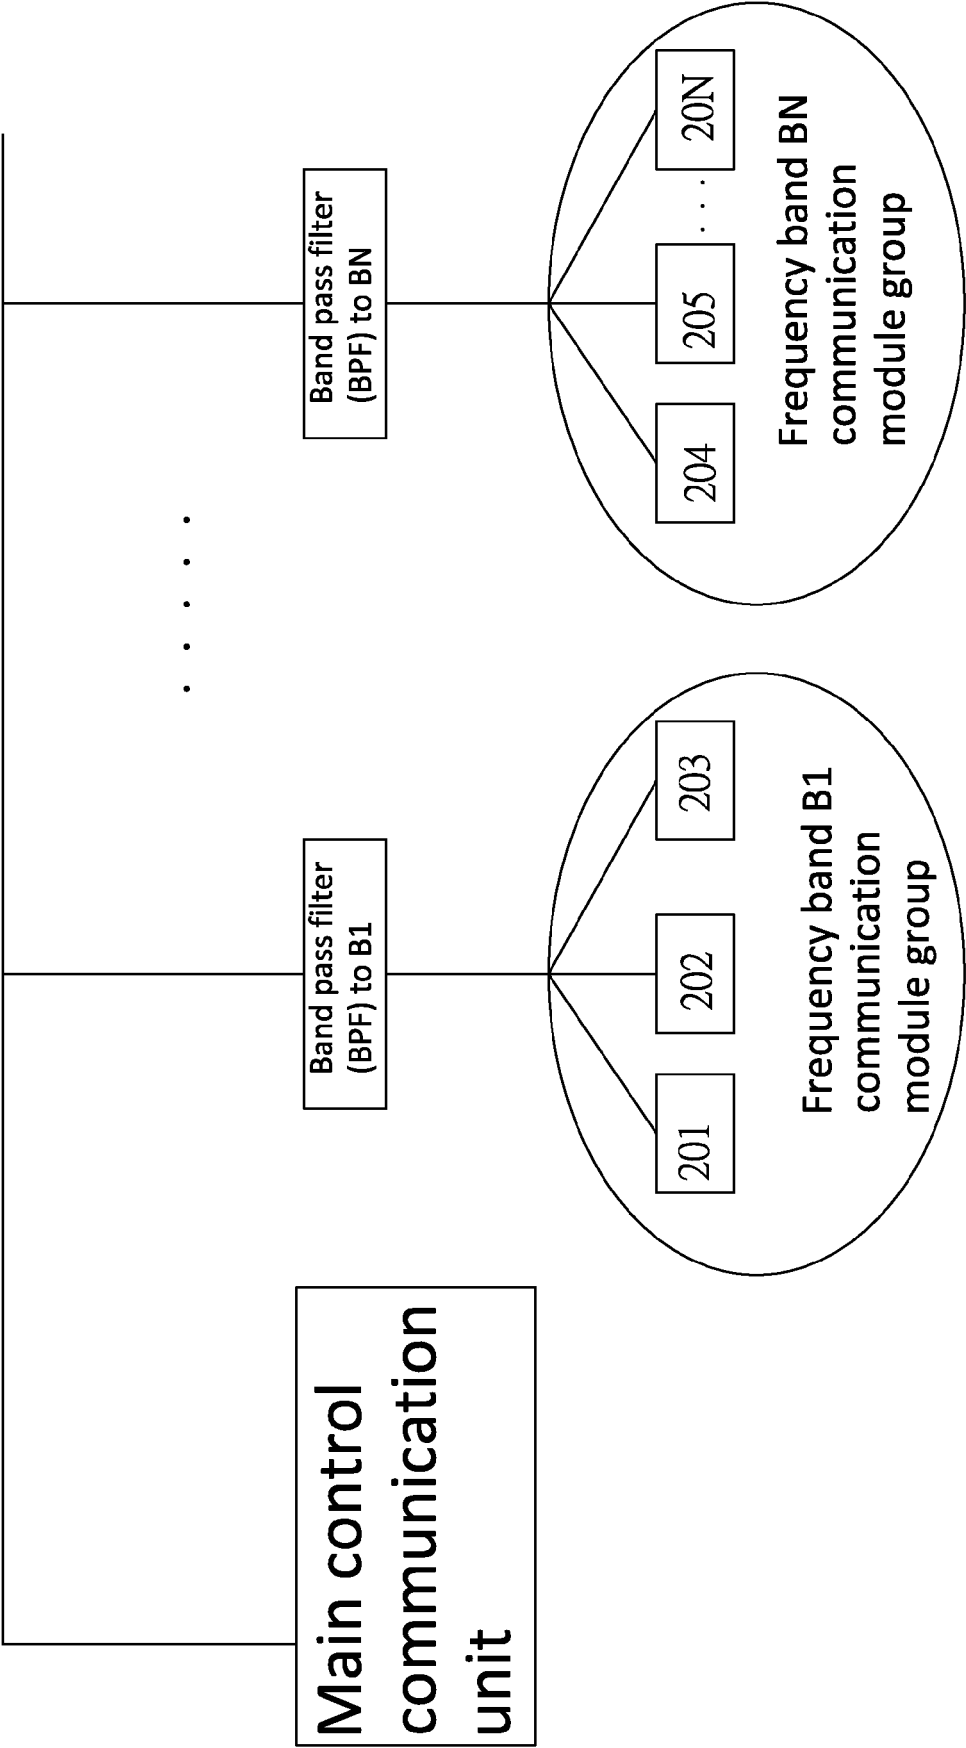 Main control
communication
unit
Band pass filter
(BPF) to B1
201
202
203
Frequency band B1
communication
module group
. . . . .
Band pass filter
(BPF) to BN
204
205
. . .
20N
Frequency band BN
communication
module group